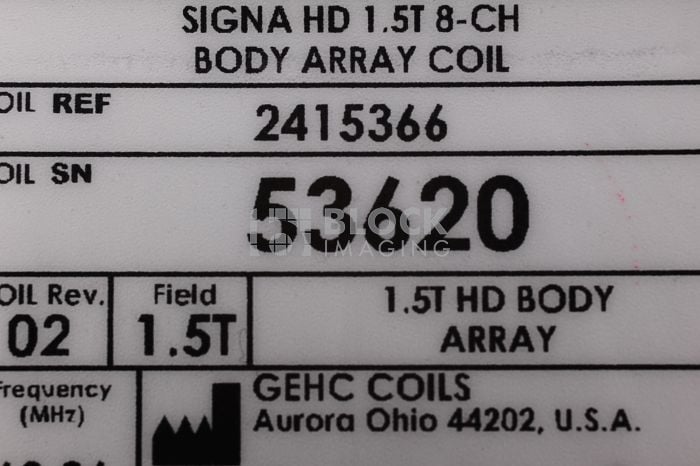 SIGNA HD 1.5T 8-CH
BODY ARRAY COIL
OIL REF
2415366
OIL SN
53620
BLOCK
IMAGING
OIL Rev.
02
Field
1.5T
1.5T HD BODY
ARRAY
Frequency
(MHz)
GEHC COILS
Aurora Ohio 44202, U.S.A.